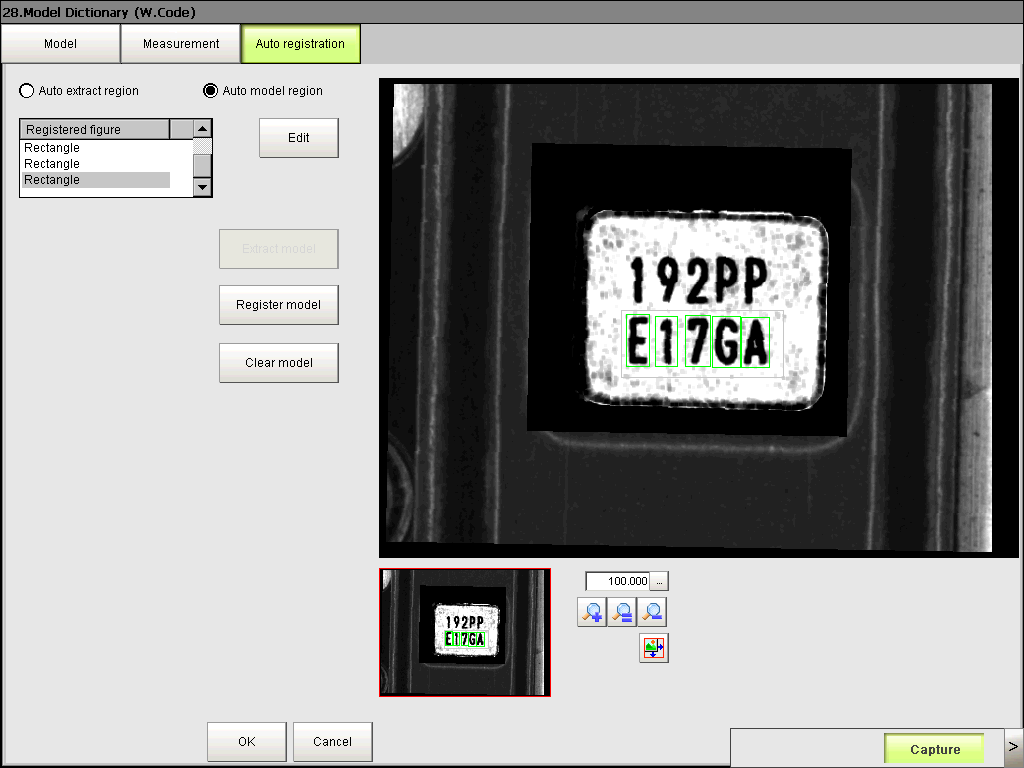 28.Model Dictionary (W.Code)
Model
Measurement
Auto registration
Auto extract region
Auto model region
Registered figure
Rectangle
Rectangle
Rectangle
Edit
Extract model
Register model
Clear model
192PP
E17GA
192PP
E17GA
100.000
...
OK
Cancel
Capture
>